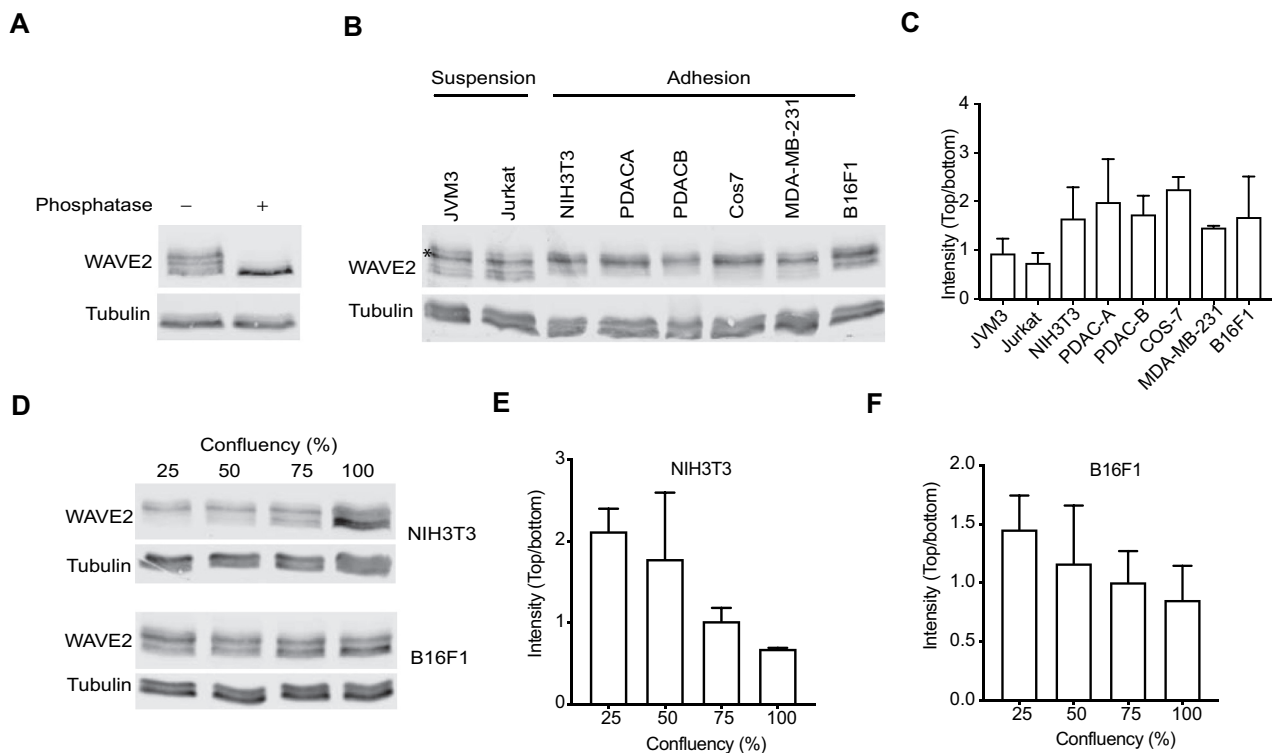 A
Phosphatase − +
WAVE2
Tubulin
B
Suspension Adhesion
JVM3 Jurkat NIH3T3 PDACA PDACB Cos7 MDA-MB-231 B16F1
*
WAVE2
Tubulin
C
Intensity (Top/bottom)
4
3
2
1
0
JVM3 Jurkat NIH3T3 PDAC-A PDAC-B COS-7 MDA-MB-231 B16F1
D
Confluency (%)
25 50 75 100
WAVE2
NIH3T3
Tubulin
WAVE2
B16F1
Tubulin
E
NIH3T3
Intensity (Top/bottom)
3
2
1
0
25 50 75 100
Confluency (%)
F
B16F1
Intensity (Top/bottom)
2.0
1.5
1.0
0.5
0.0
25 50 75 100
Confluency (%)